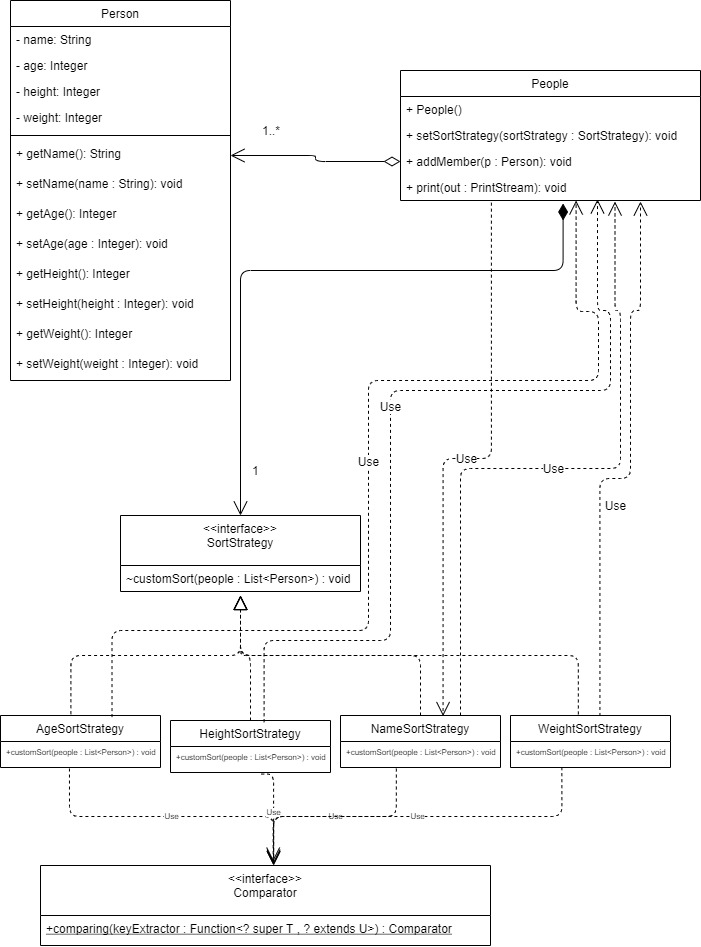 Person
- name: String
- age: Integer
- height: Integer
- weight: Integer
+ getName(): String
+ setName(name : String): void
+ getAge(): Integer
+ setAge(age : Integer): void
+ getHeight(): Integer
+ setHeight(height : Integer): void
+ getWeight(): Integer
+ setWeight(weight : Integer): void
1..*
People
+ People()
+ setSortStrategy(sortStrategy : SortStrategy): void
+ addMember(p : Person): void
+ print(out : PrintStream): void
Use
Use
Use
Use
Use
1
<<interface>>
SortStrategy
~customSort(people : List<Person>) : void
AgeSortStrategy
+customSort(people : List<Person>) : void
HeightSortStrategy
+customSort(people : List<Person>) : void
NameSortStrategy
+customSort(people : List<Person>) : void
WeightSortStrategy
+customSort(people : List<Person>) : void
Use
Use
Use
Use
<<interface>>
Comparator
+comparing(keyExtractor : Function<? super T , ? extends U>) : Comparator